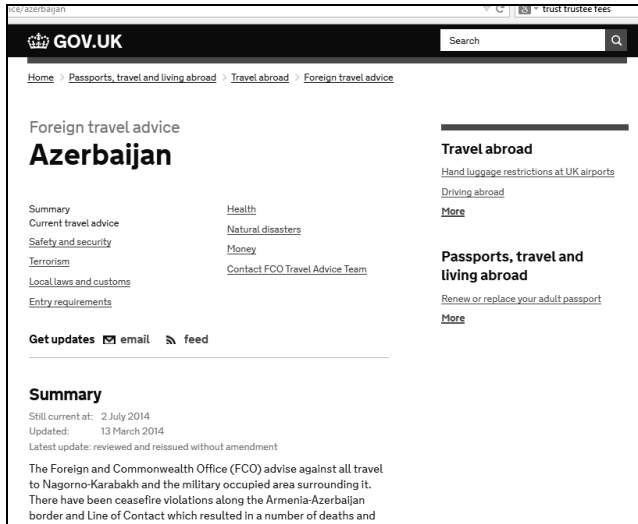 ice/azerbaijan
trust trustee fees
GOV.UK
Search
Home > Passports, travel and living abroad > Travel abroad > Foreign travel advice
Foreign travel advice
Azerbaijan
Summary
Current travel advice
Safety and security
Terrorism
Local laws and customs
Entry requirements
Health
Natural disasters
Money
Contact FCO Travel Advice Team
Get updates email feed
Summary
Still current at: 2 July 2014
Updated: 13 March 2014
Latest update: reviewed and reissued without amendment
The Foreign and Commonwealth Office (FCO) advise against all travel
to Nagorno-Karabakh and the military occupied area surrounding it.
There have been ceasefire violations along the Armenia-Azerbaijan
border and Line of Contact which resulted in a number of deaths and
Travel abroad
Hand luggage restrictions at UK airports
Driving abroad
More
Passports, travel and
living abroad
Renew or replace your adult passport
More